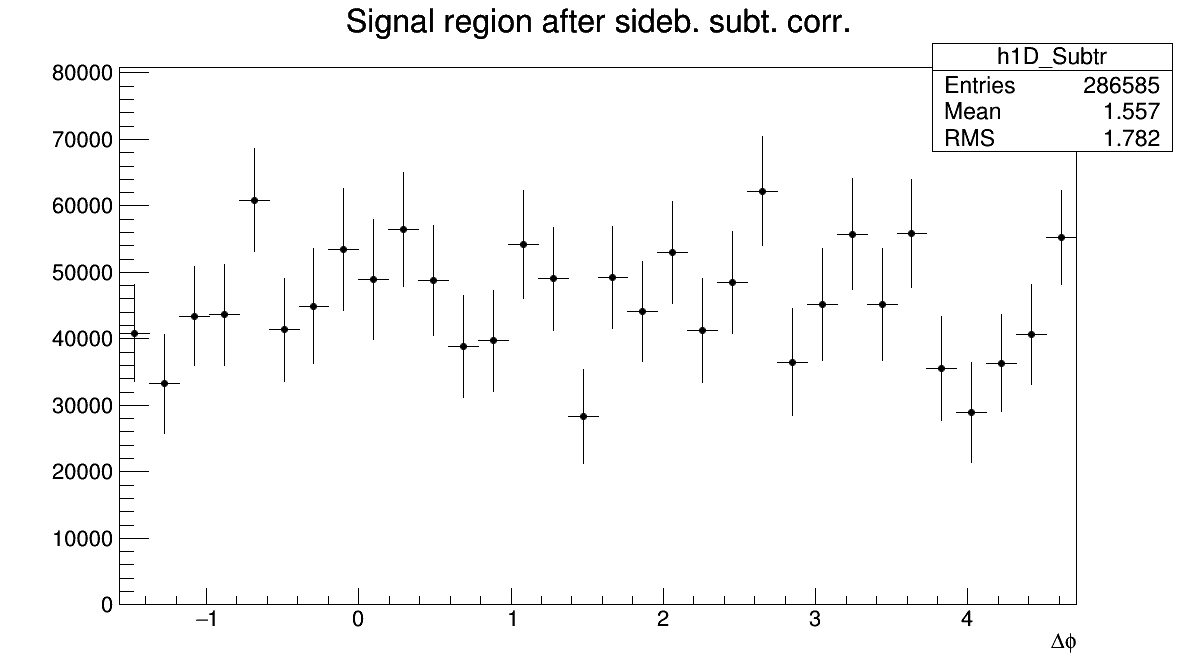 Signal region after sideb. subt. corr.
h1D_Subtr
Entries 286585
Mean 1.557
RMS 1.782
80000
70000
60000
50000
40000
30000
20000
10000
0
−1 0 1 2 3 4
Δϕ